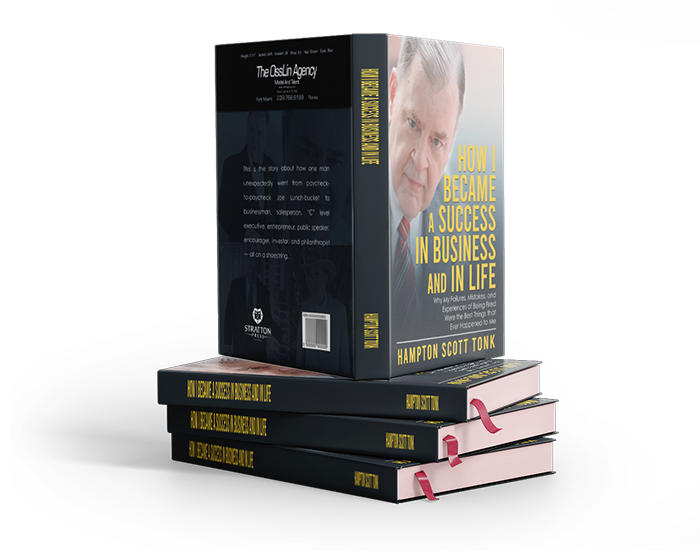 The OssLin Agency
Model And Talent
Fort Myers
This is the story about how one man
unexpectedly went from paycheck-
to-paycheck Joe Lunch-bucket to
businessman, salesperson, "C" level
executive, entrepreneur, public speaker,
encourager, investor, and philanthropist
— all on a shoestring.
STRATTON
PRESS
HOW I BECAME A SUCCESS IN BUSINESS AND IN LIFE
HAMPTON SCOTT TONK
HOW I
BECAME
A SUCCESS
IN BUSINESS
AND IN LIFE
Why My Failures, Mistakes, and
Experiences of Being Fired
Were the Best Things that
Ever Happened to Me
HAMPTON SCOTT TONK
HOW I BECAME A SUCCESS IN BUSINESS AND IN LIFE HAMPTON SCOTT TONK
HOW I BECAME A SUCCESS IN BUSINESS AND IN LIFE HAMPTON SCOTT TONK
HOW I BECAME A SUCCESS IN BUSINESS AND IN LIFE HAMPTON SCOTT TONK